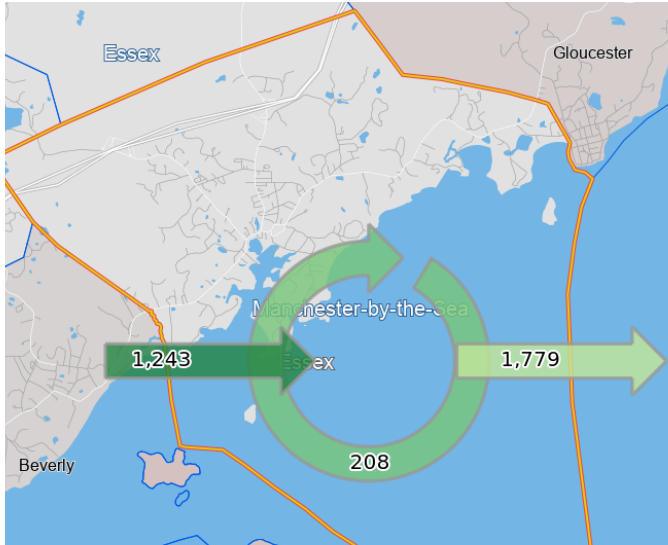 Essex
Gloucester
Manchester-by-the-Sea
1,243
Essex
1,779
208
Beverly